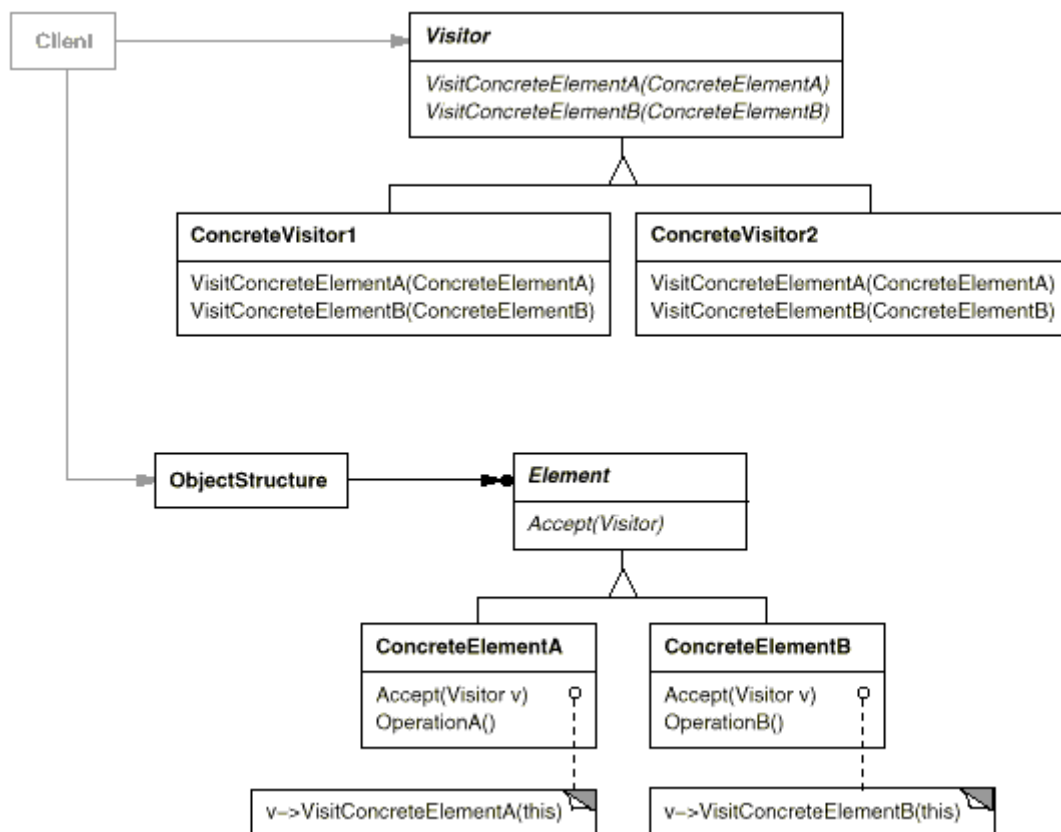 Client
Visitor
VisitConcreteElementA(ConcreteElementA)
VisitConcreteElementB(ConcreteElementB)
ConcreteVisitor1
VisitConcreteElementA(ConcreteElementA)
VisitConcreteElementB(ConcreteElementB)
ConcreteVisitor2
VisitConcreteElementA(ConcreteElementA)
VisitConcreteElementB(ConcreteElementB)
ObjectStructure
Element
Accept(Visitor)
ConcreteElementA
Accept(Visitor v)
OperationA()
ConcreteElementB
Accept(Visitor v)
OperationB()
v–>VisitConcreteElementA(this)
v–>VisitConcreteElementB(this)